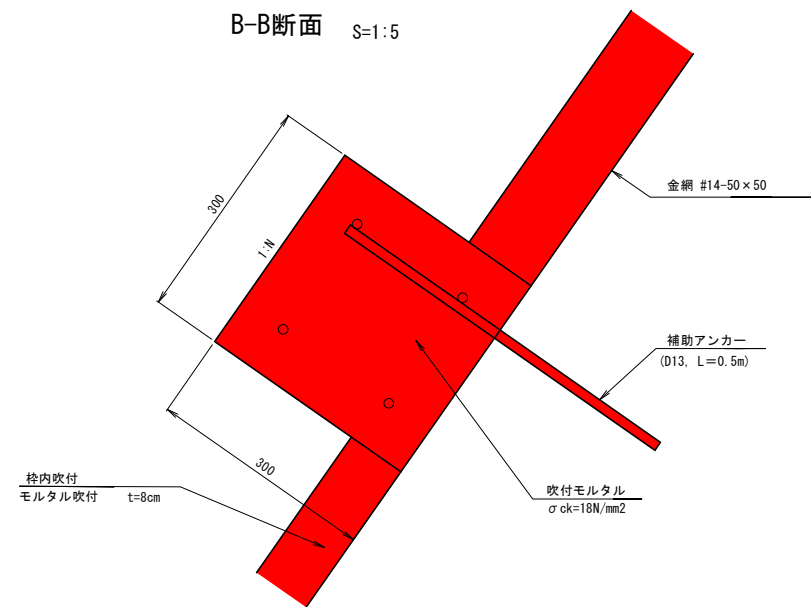 B-B断面 S=1:5
300
1:N
金網 #14-50×50
補助アンカー
(D13, L=0.5m)
300
枠内吹付
モルタル吹付 t=8cm
吹付モルタル
σck=18N/mm2